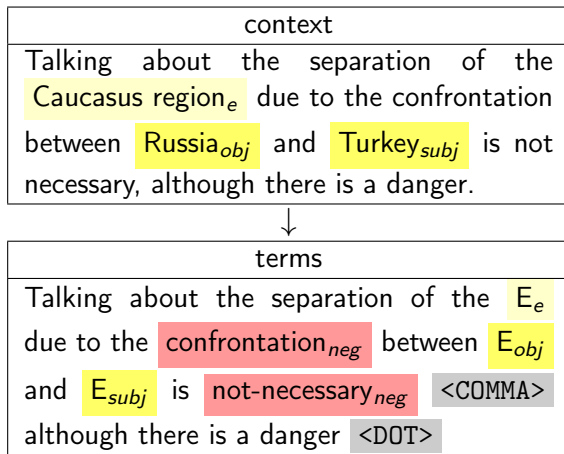 context
Talking about the separation of the
Caucasus region_e due to the confrontation
between Russia_obj and Turkey_subj is not
necessary, although there is a danger.
↓
terms
Talking about the separation of the E_e
due to the confrontation_neg between E_obj
and E_subj is not-necessary_neg <COMMA>
although there is a danger <DOT>